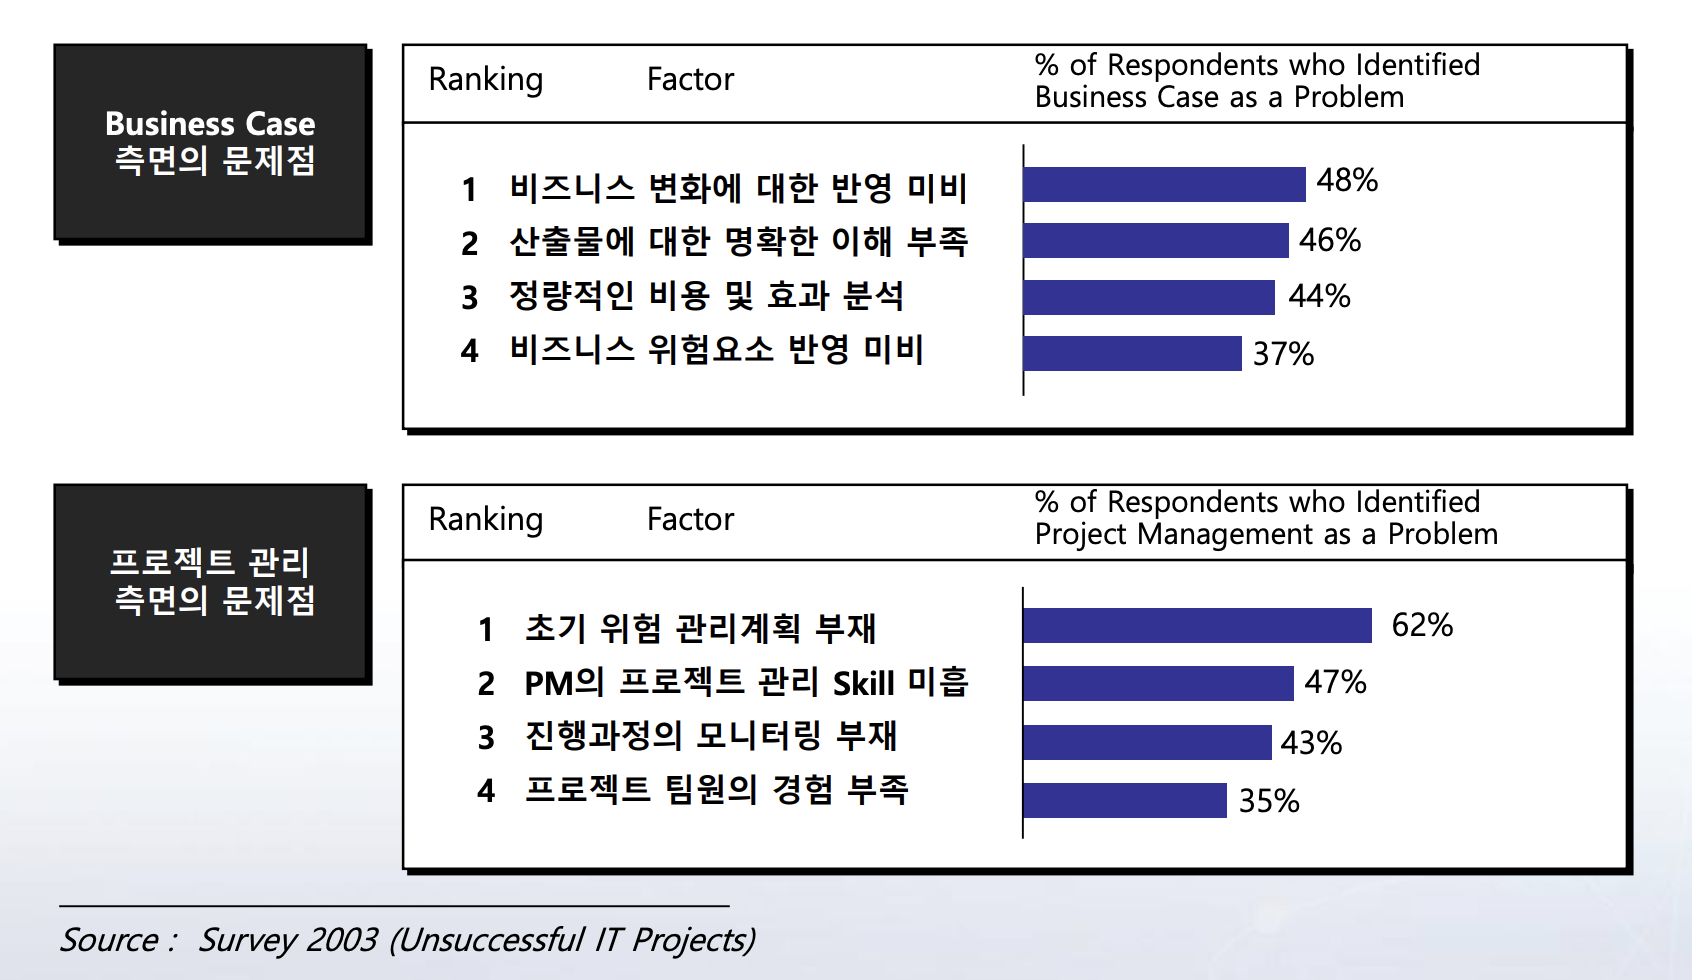 Business Case
측면의 문제점
Ranking Factor % of Respondents who Identified
Business Case as a Problem
1 비즈니스 변화에 대한 반영 미비 48%
2 산출물에 대한 명확한 이해 부족 46%
3 정량적인 비용 및 효과 분석 44%
4 비즈니스 위험요소 반영 미비 37%
프로젝트 관리
측면의 문제점
Ranking Factor % of Respondents who Identified
Project Management as a Problem
1 초기 위험 관리계획 부재 62%
2 PM의 프로젝트 관리 Skill 미흡 47%
3 진행과정의 모니터링 부재 43%
4 프로젝트 팀원의 경험 부족 35%
Source : Survey 2003 (Unsuccessful IT Projects)